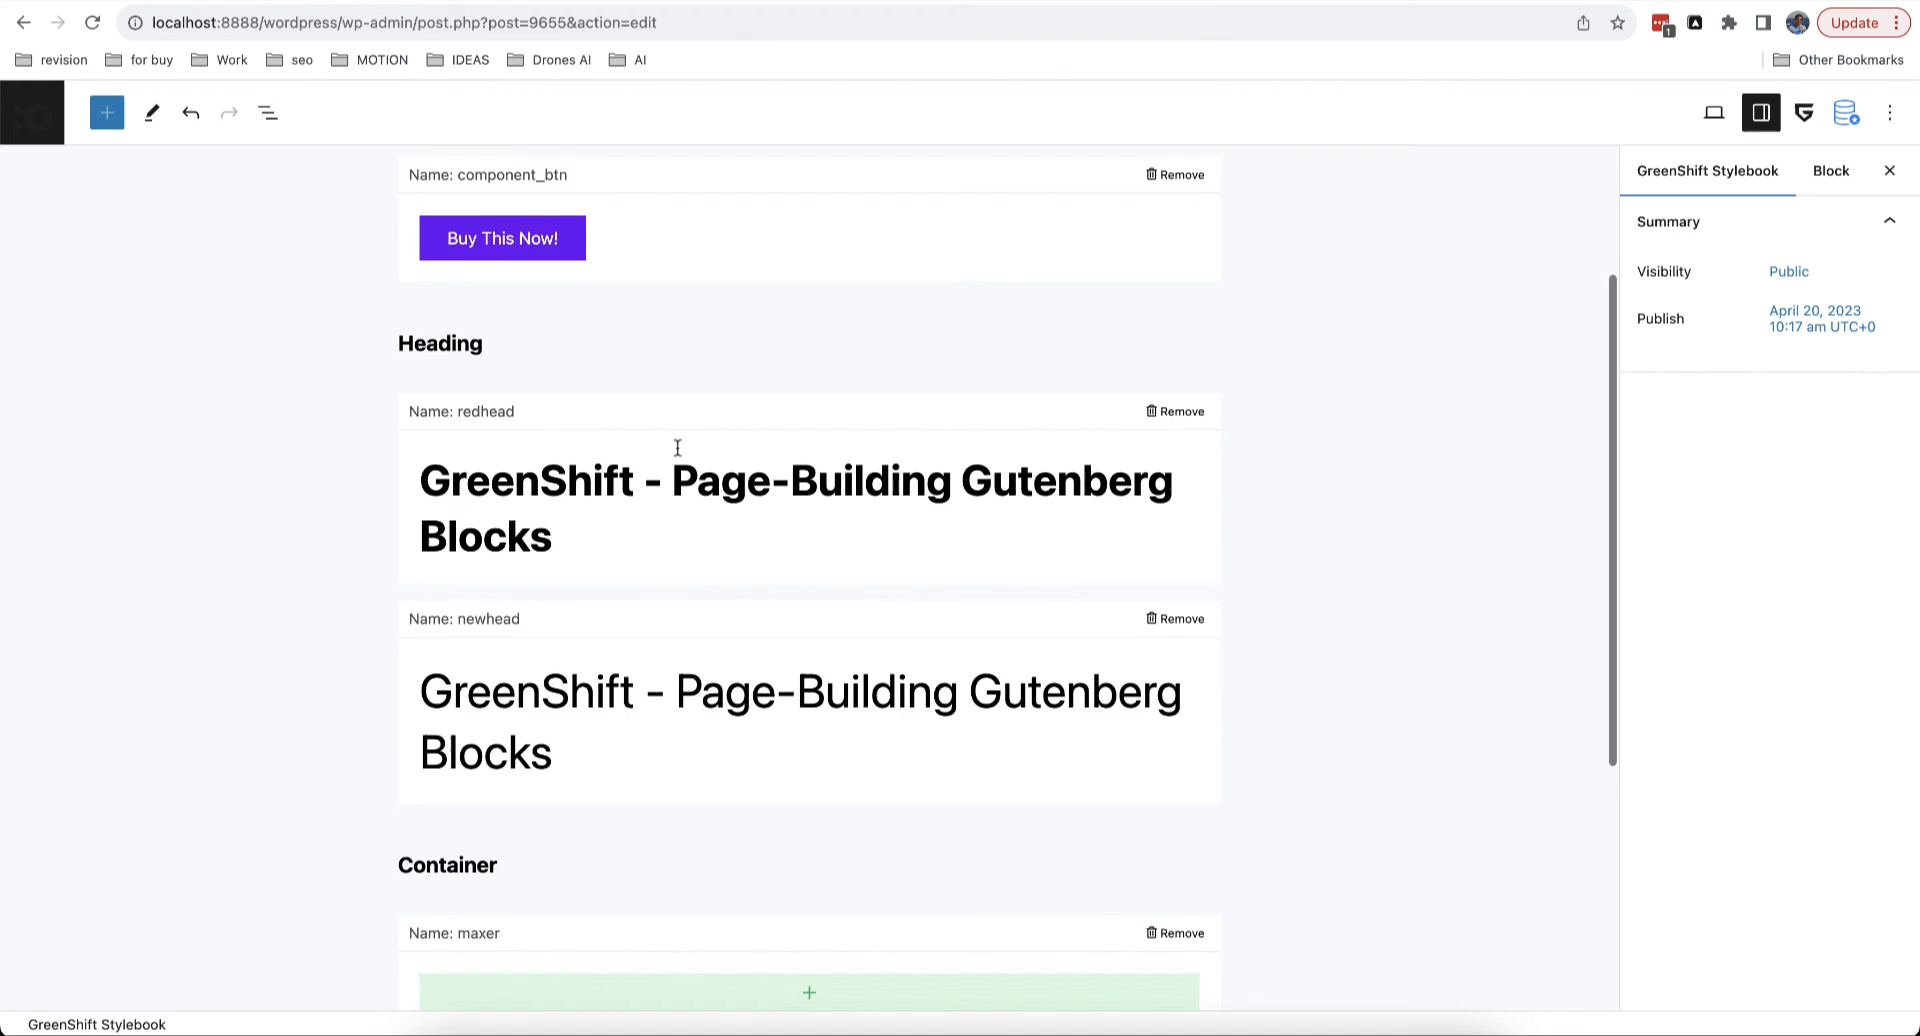 localhost:8888/wordpress/wp-admin/post.php?post=9655&action=edit
1
Update
revision
for buy
Work
seo
MOTION
IDEAS
Drones AI
AI
Other Bookmarks
GreenShift Stylebook
Block
Summary
Visibility
Public
Publish
April 20, 2023
10:17 am UTC+0
Name: component_btn
Remove
Buy This Now!
Heading
Name: redhead
Remove
GreenShift - Page-Building Gutenberg
Blocks
Name: newhead
Remove
GreenShift - Page-Building Gutenberg
Blocks
Container
Name: maxer
Remove
GreenShift Stylebook